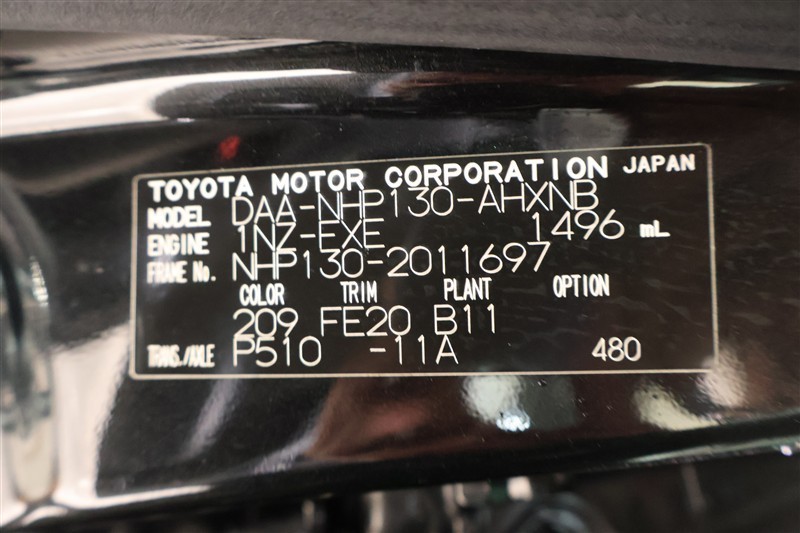 TOYOTA MOTOR CORPORATION JAPAN
MODEL DAA-NHP130-AHXNB
ENGINE 1NZ-EXE 1496 mL
FRAME No. NHP130-2011697
COLOR TRIM PLANT OPTION
209 FE20 B11
TRANS./AXLE P510 -11A 480